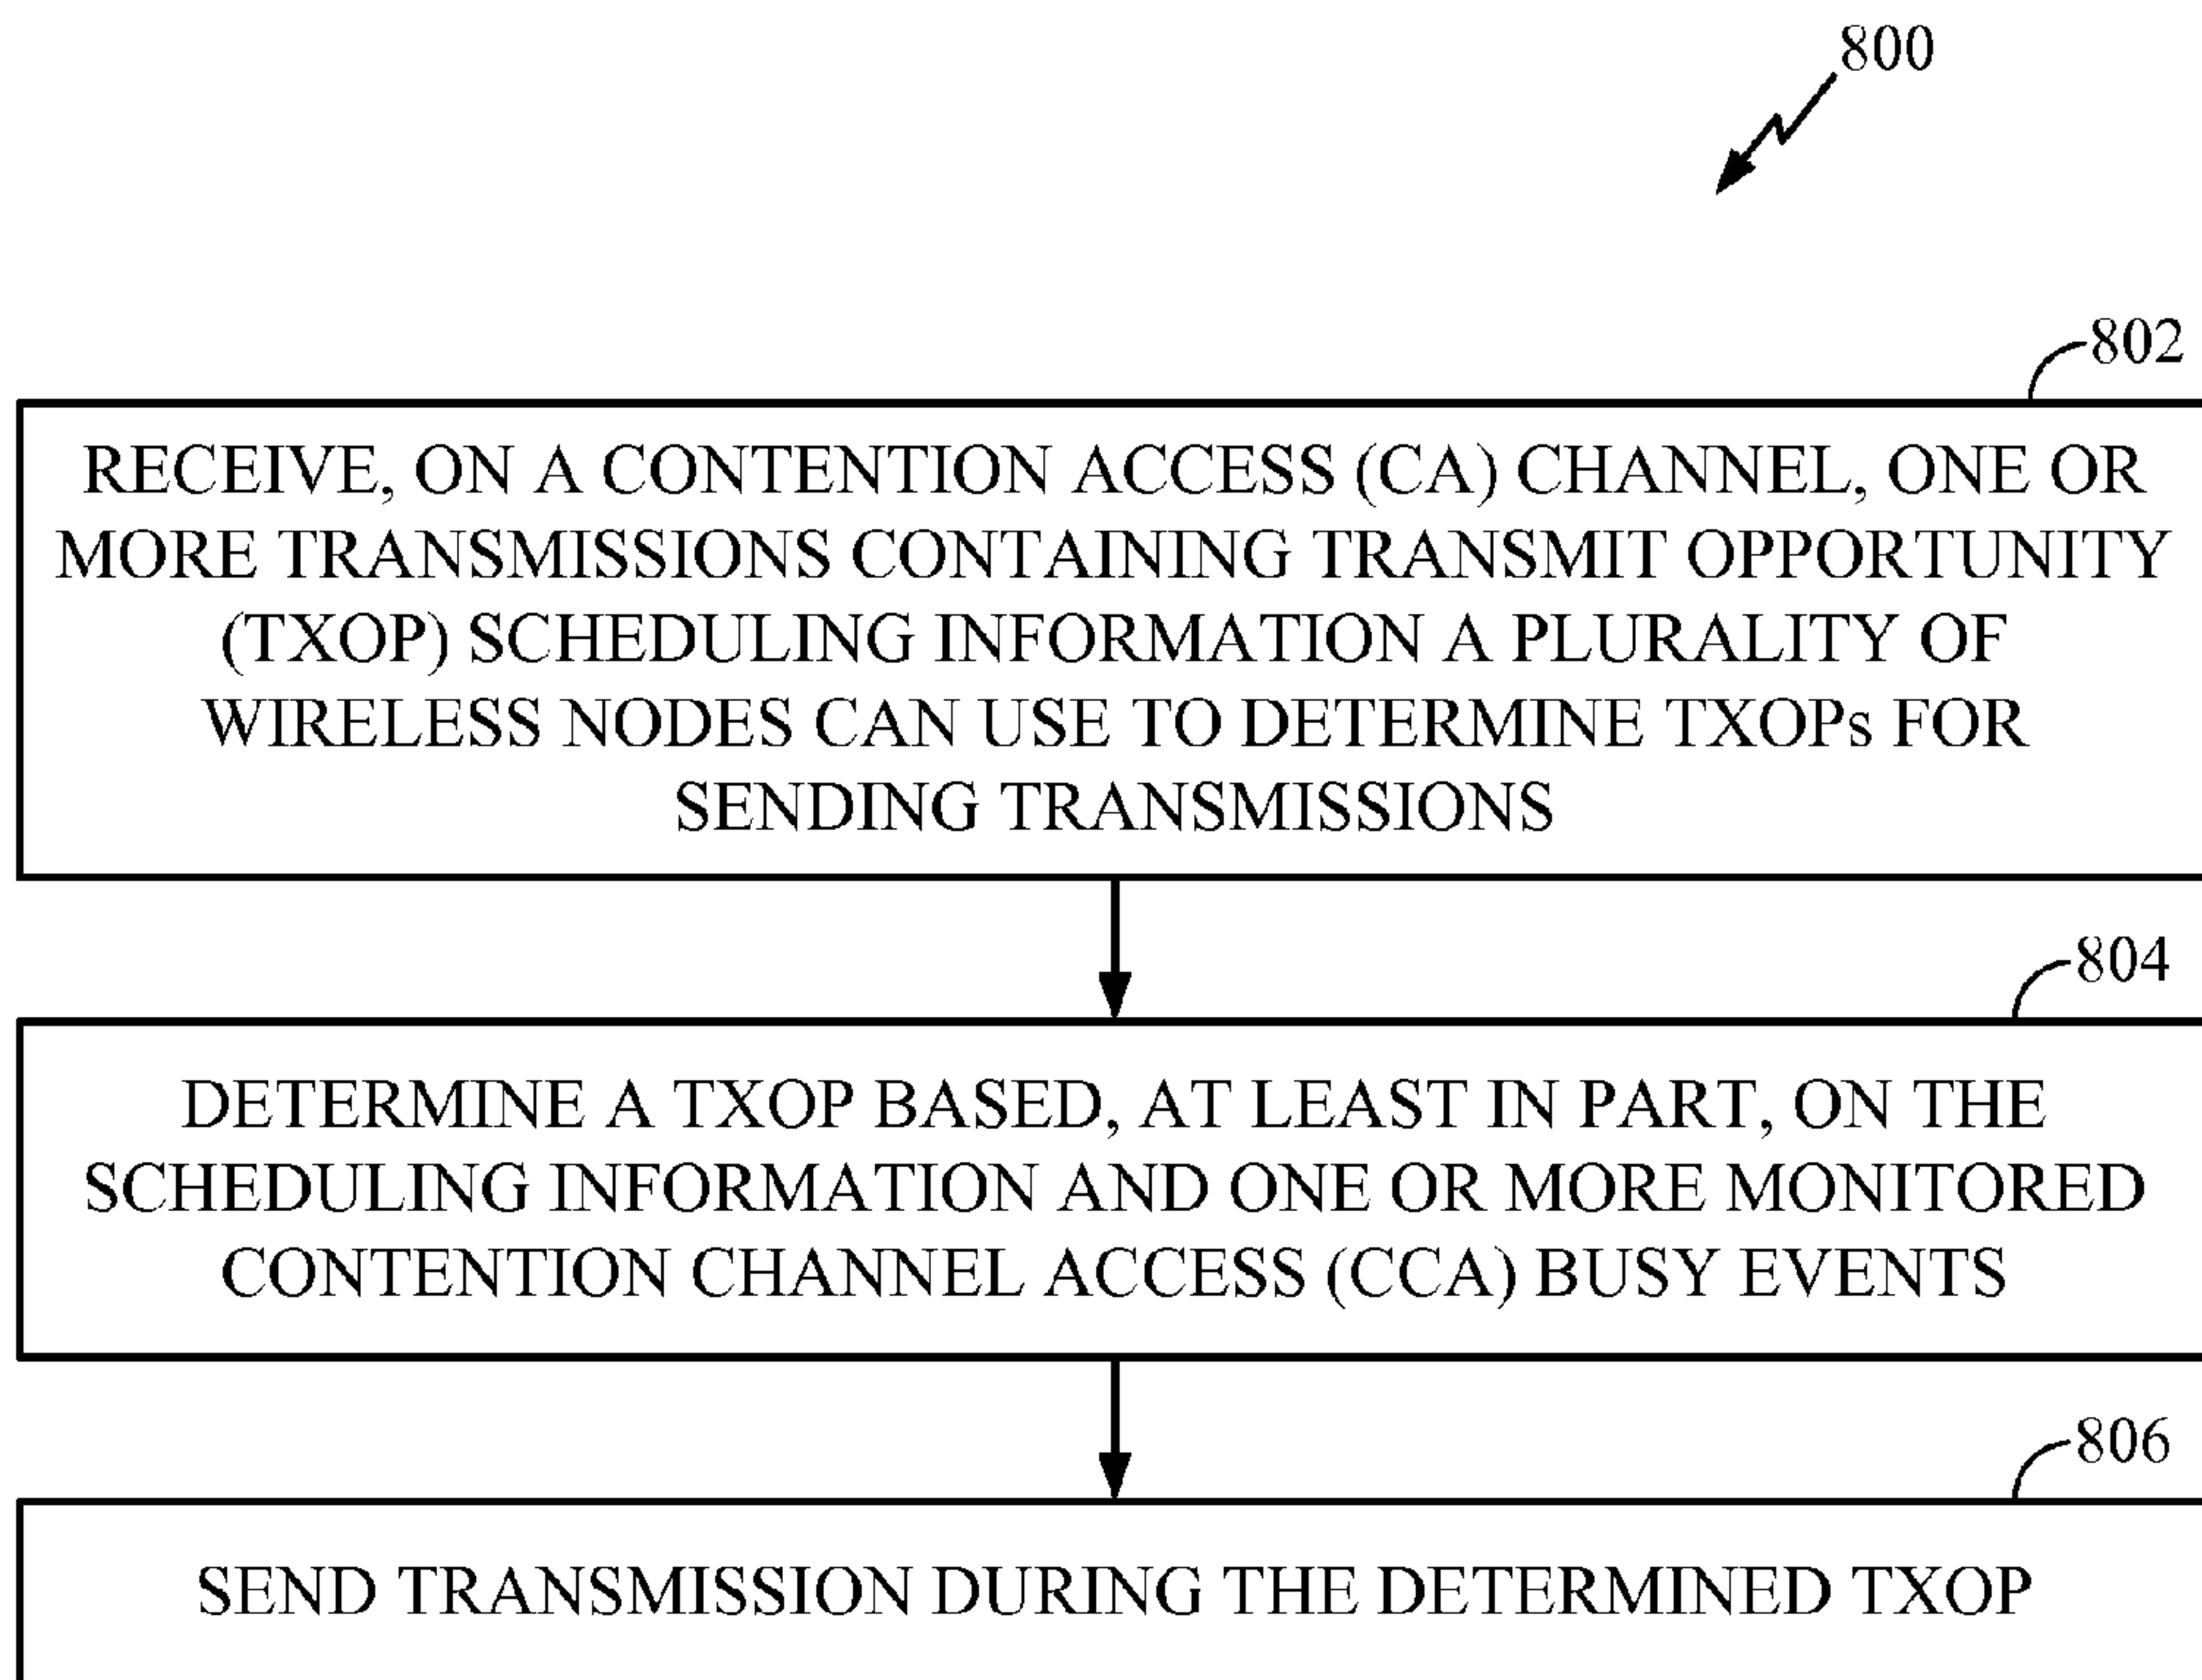 800
802
RECEIVE, ON A CONTENTION ACCESS (CA) CHANNEL, ONE OR
MORE TRANSMISSIONS CONTAINING TRANSMIT OPPORTUNITY
(TXOP) SCHEDULING INFORMATION A PLURALITY OF
WIRELESS NODES CAN USE TO DETERMINE TXOPs FOR
SENDING TRANSMISSIONS
804
DETERMINE A TXOP BASED, AT LEAST IN PART, ON THE
SCHEDULING INFORMATION AND ONE OR MORE MONITORED
CONTENTION CHANNEL ACCESS (CCA) BUSY EVENTS
806
SEND TRANSMISSION DURING THE DETERMINED TXOP